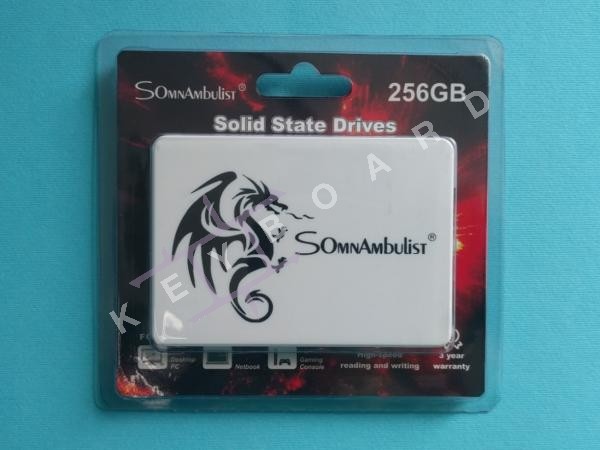 SOMNAMBULIST®
256GB
Solid State Drives
SOMNAMBULIST®
KEYBOARD
Desktop PC
Netbook
Gaming Console
High-speed
reading and writing
3 year
warranty